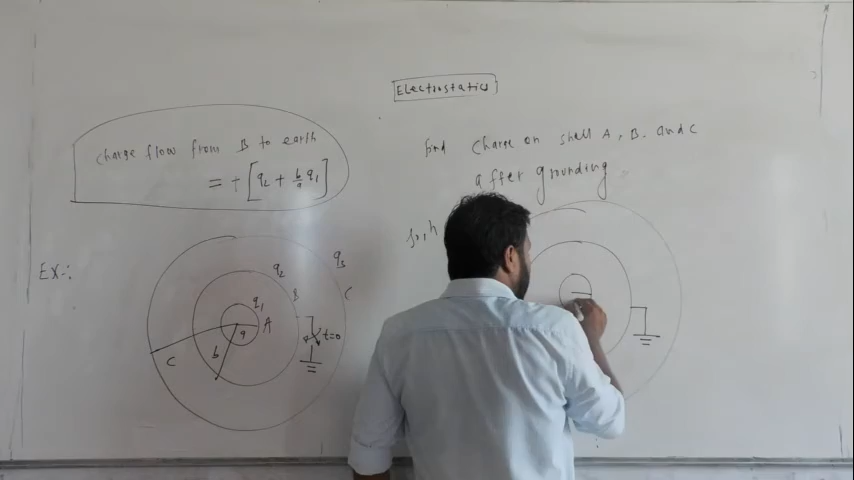 Electrostatics
Charge flow from B to earth
= + [q2 + b/a q1]
find charge on shell A, B. and C
after grounding
Ex:
q3
q2
C
q1
B
A
a
t=0
b
C